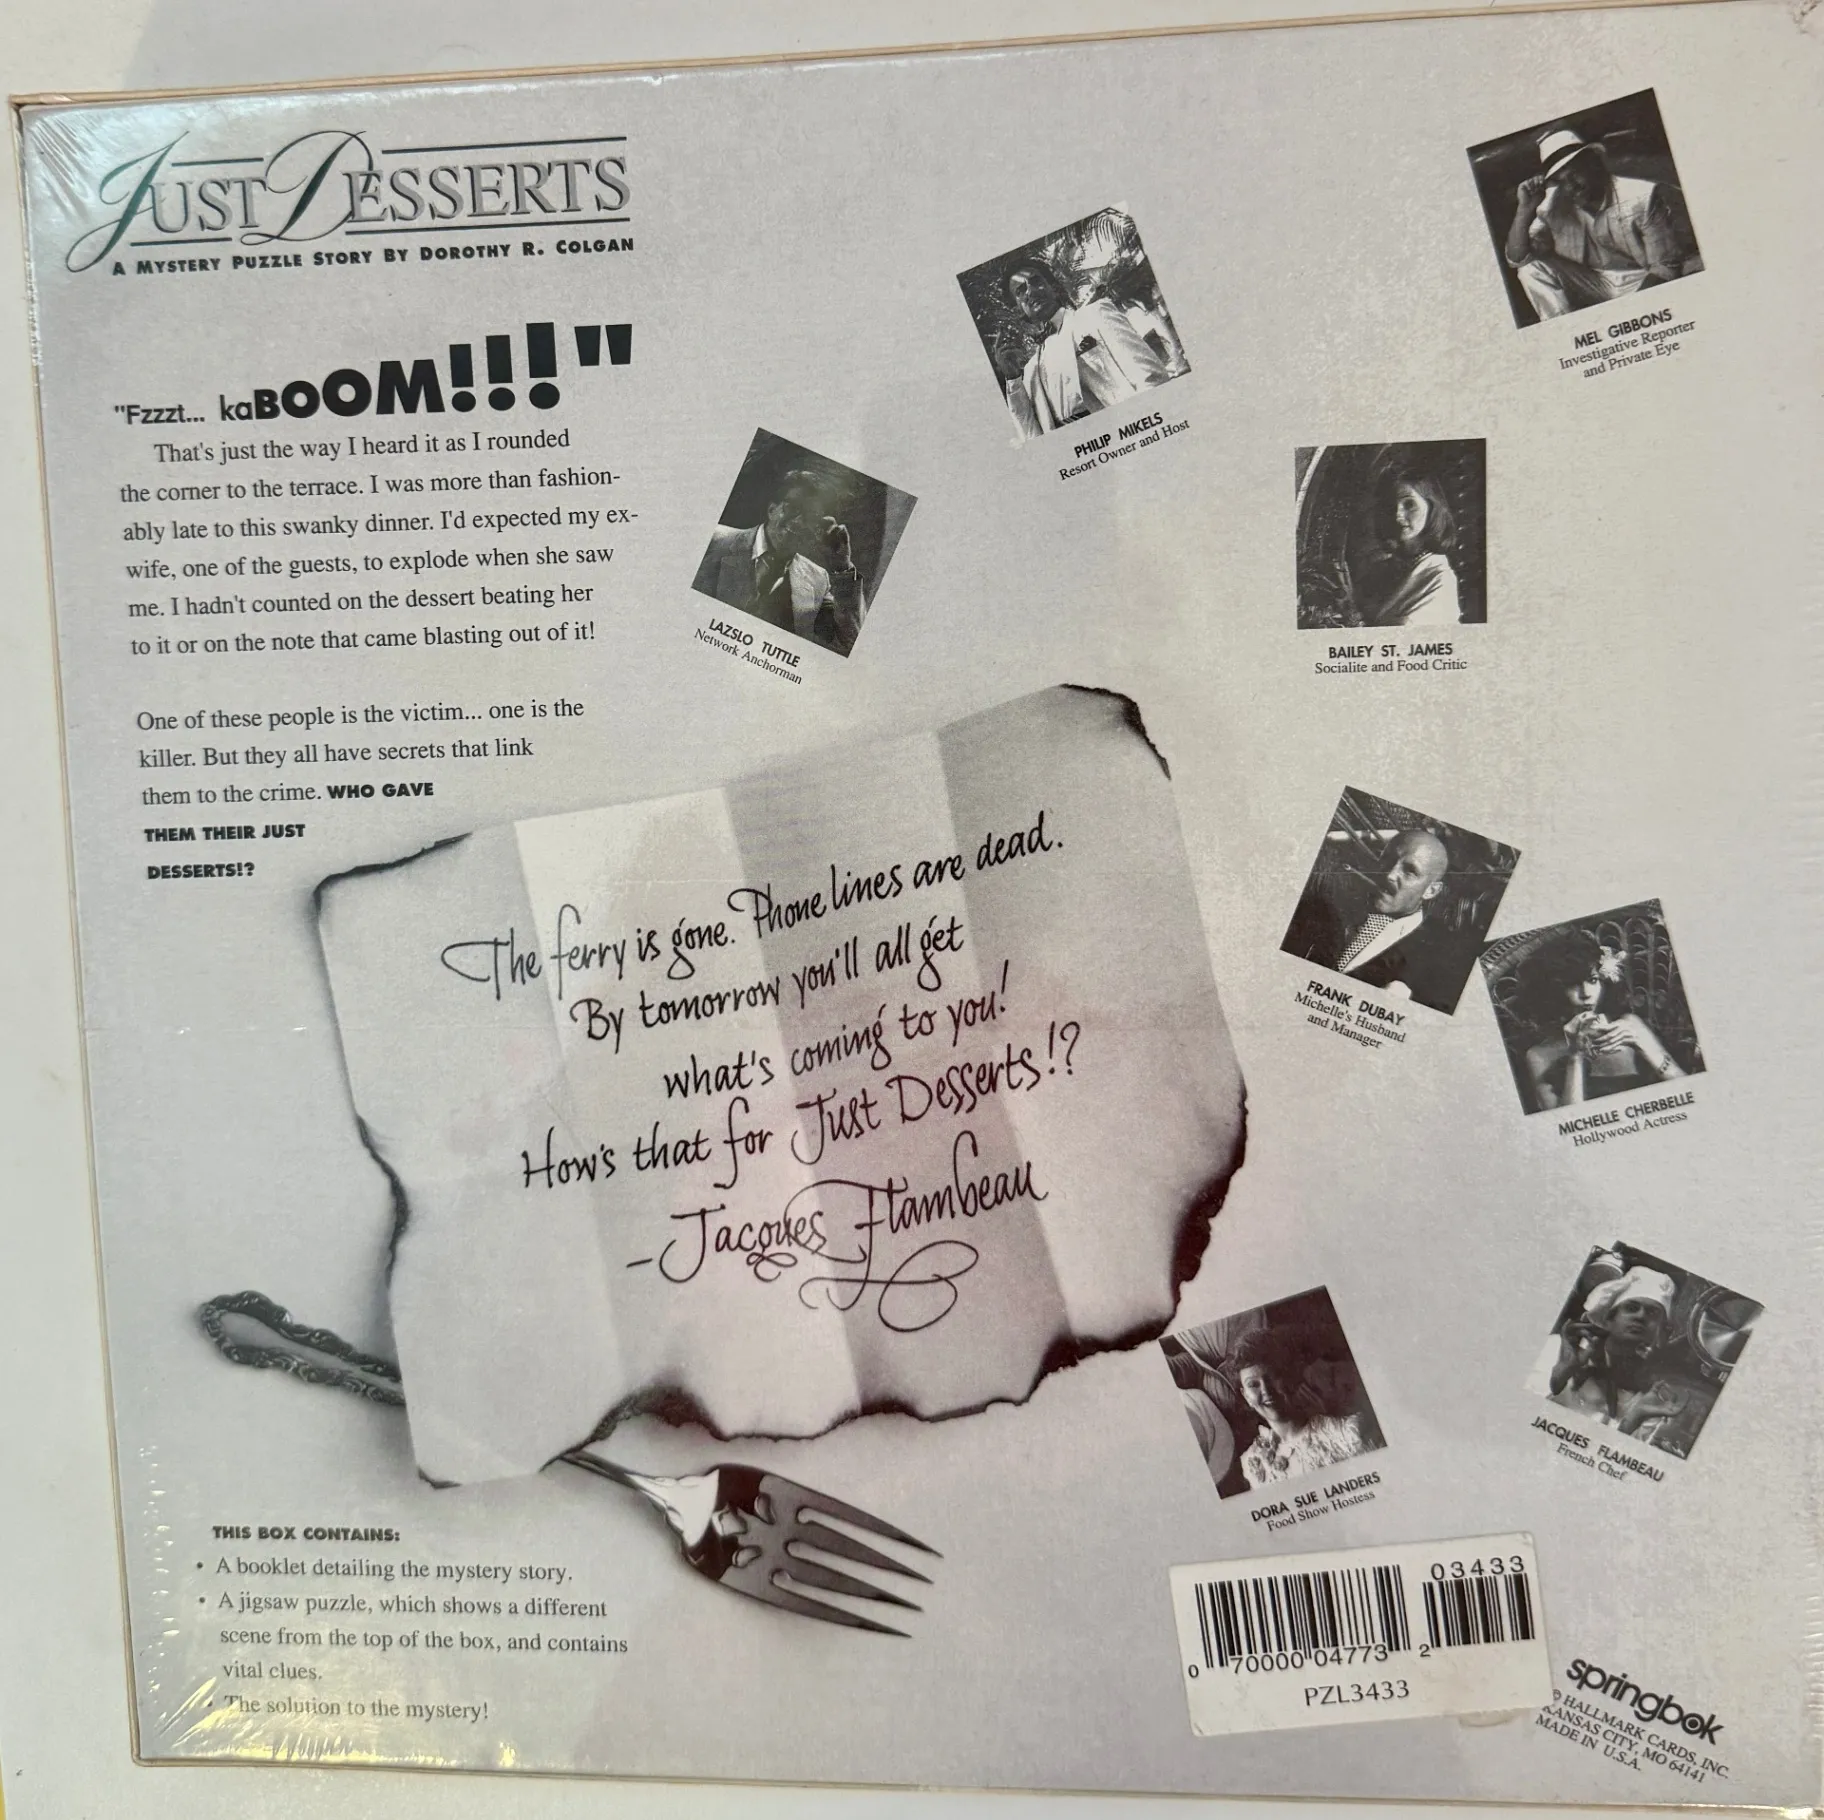 JUST DESSERTS
A MYSTERY PUZZLE STORY BY DOROTHY R. COLGAN
"Fzzzt... kaBOOM!!!"
That's just the way I heard it as I rounded
the corner to the terrace. I was more than fashion-
ably late to this swanky dinner. I'd expected my ex-
wife, one of the guests, to explode when she saw
me. I hadn't counted on the dessert beating her
to it or on the note that came blasting out of it!
One of these people is the victim... one is the
killer. But they all have secrets that link
them to the crime. WHO GAVE
THEM THEIR JUST
DESSERTS!?
MEL GIBBONS
Investigative Reporter
and Private Eye
PHILIP MIKELS
Resort Owner and Host
LAZSLO TUTTLE
Network Anchorman
BAILEY ST. JAMES
Socialite and Food Critic
The ferry is gone. Phone lines are dead.
By tomorrow you'll all get
what's coming to you!
How's that for Just Desserts!?
-Jacques Flambeau
FRANK DUBAY
Michelle's Husband
and Manager
MICHELLE CHERBELLE
Hollywood Actress
DORA SUE LANDERS
Food Show Hostess
JACQUES FLAMBEAU
French Chef
THIS BOX CONTAINS:
• A booklet detailing the mystery story.
• A jigsaw puzzle, which shows a different
scene from the top of the box, and contains
vital clues.
• The solution to the mystery!
03433
0 70000 04773 2
PZL3433
springbok
© HALLMARK CARDS, INC.
KANSAS CITY, MO 64141
MADE IN U.S.A.